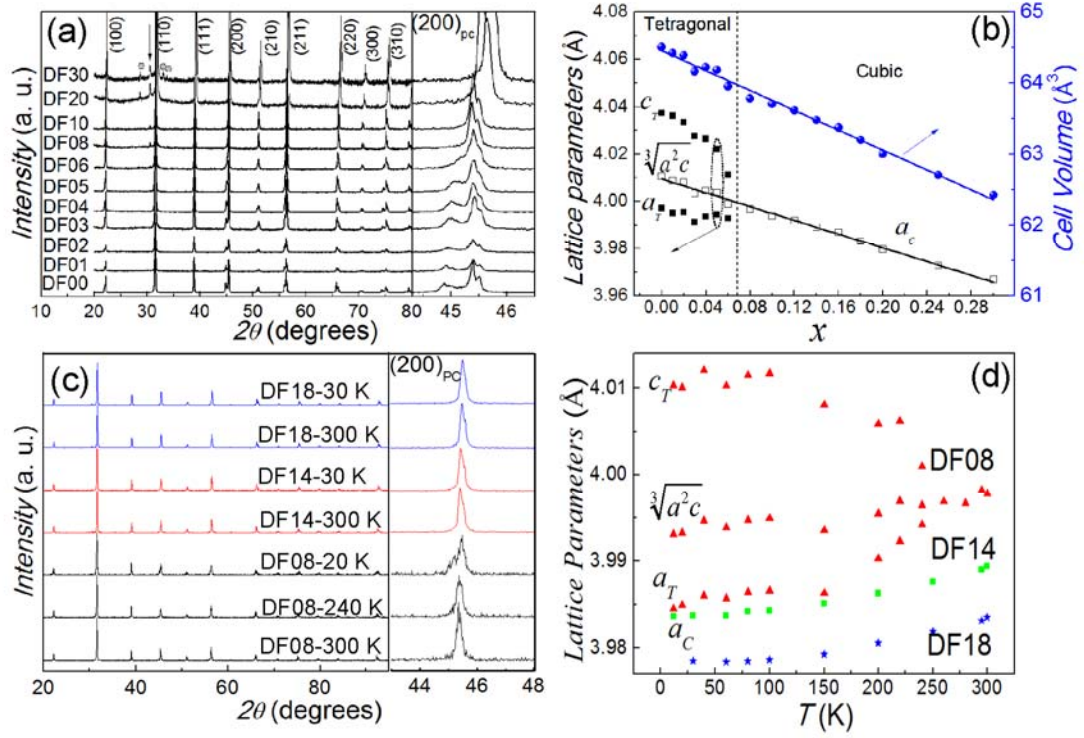 (a)
(100)
(110)
(111)
(200)
(210)
(211)
(220)
(300)
(310)
(200)pc
DF30
DF20
DF10
DF08
DF06
DF05
DF04
DF03
DF02
DF01
DF00
Intensity (a. u.)
10 20 30 40 50 60 70 80 45 46
2θ (degrees)
(b)
Tetragonal
Cubic
4.08
4.06
4.04
4.02
4.00
3.98
3.96
Lattice parameters (Å)
c_T
∛a²c
a_T
a_c
65
64
63
62
61
Cell Volume (Å³)
0.00 0.04 0.08 0.12 0.16 0.20 0.24 0.28
x
(c)
(200)PC
DF18-30 K
DF18-300 K
DF14-30 K
DF14-300 K
DF08-20 K
DF08-240 K
DF08-300 K
Intensity (a. u.)
20 40 60 80 44 46 48
2θ (degrees)
(d)
4.01
4.00
3.99
3.98
Lattice Parameters (Å)
c_T
∛a²c
a_T
a_C
DF08
DF14
DF18
0 50 100 150 200 250 300
T (K)